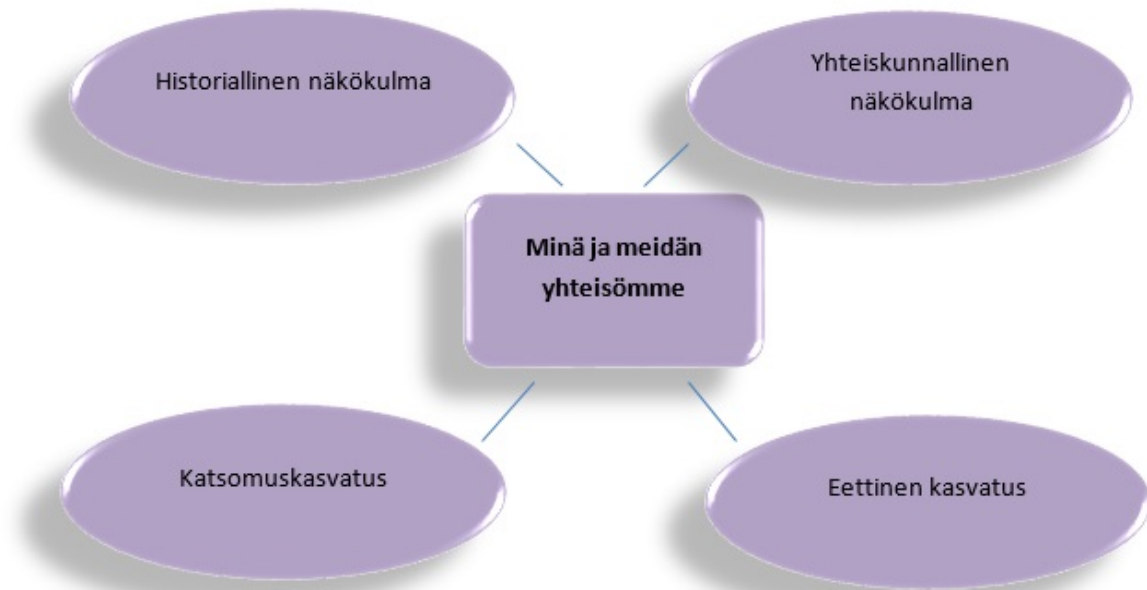 Historiallinen näkökulma
Yhteiskunnallinen
näkökulma
Minä ja meidän
yhteisömme
Katsomuskasvatus
Eettinen kasvatus